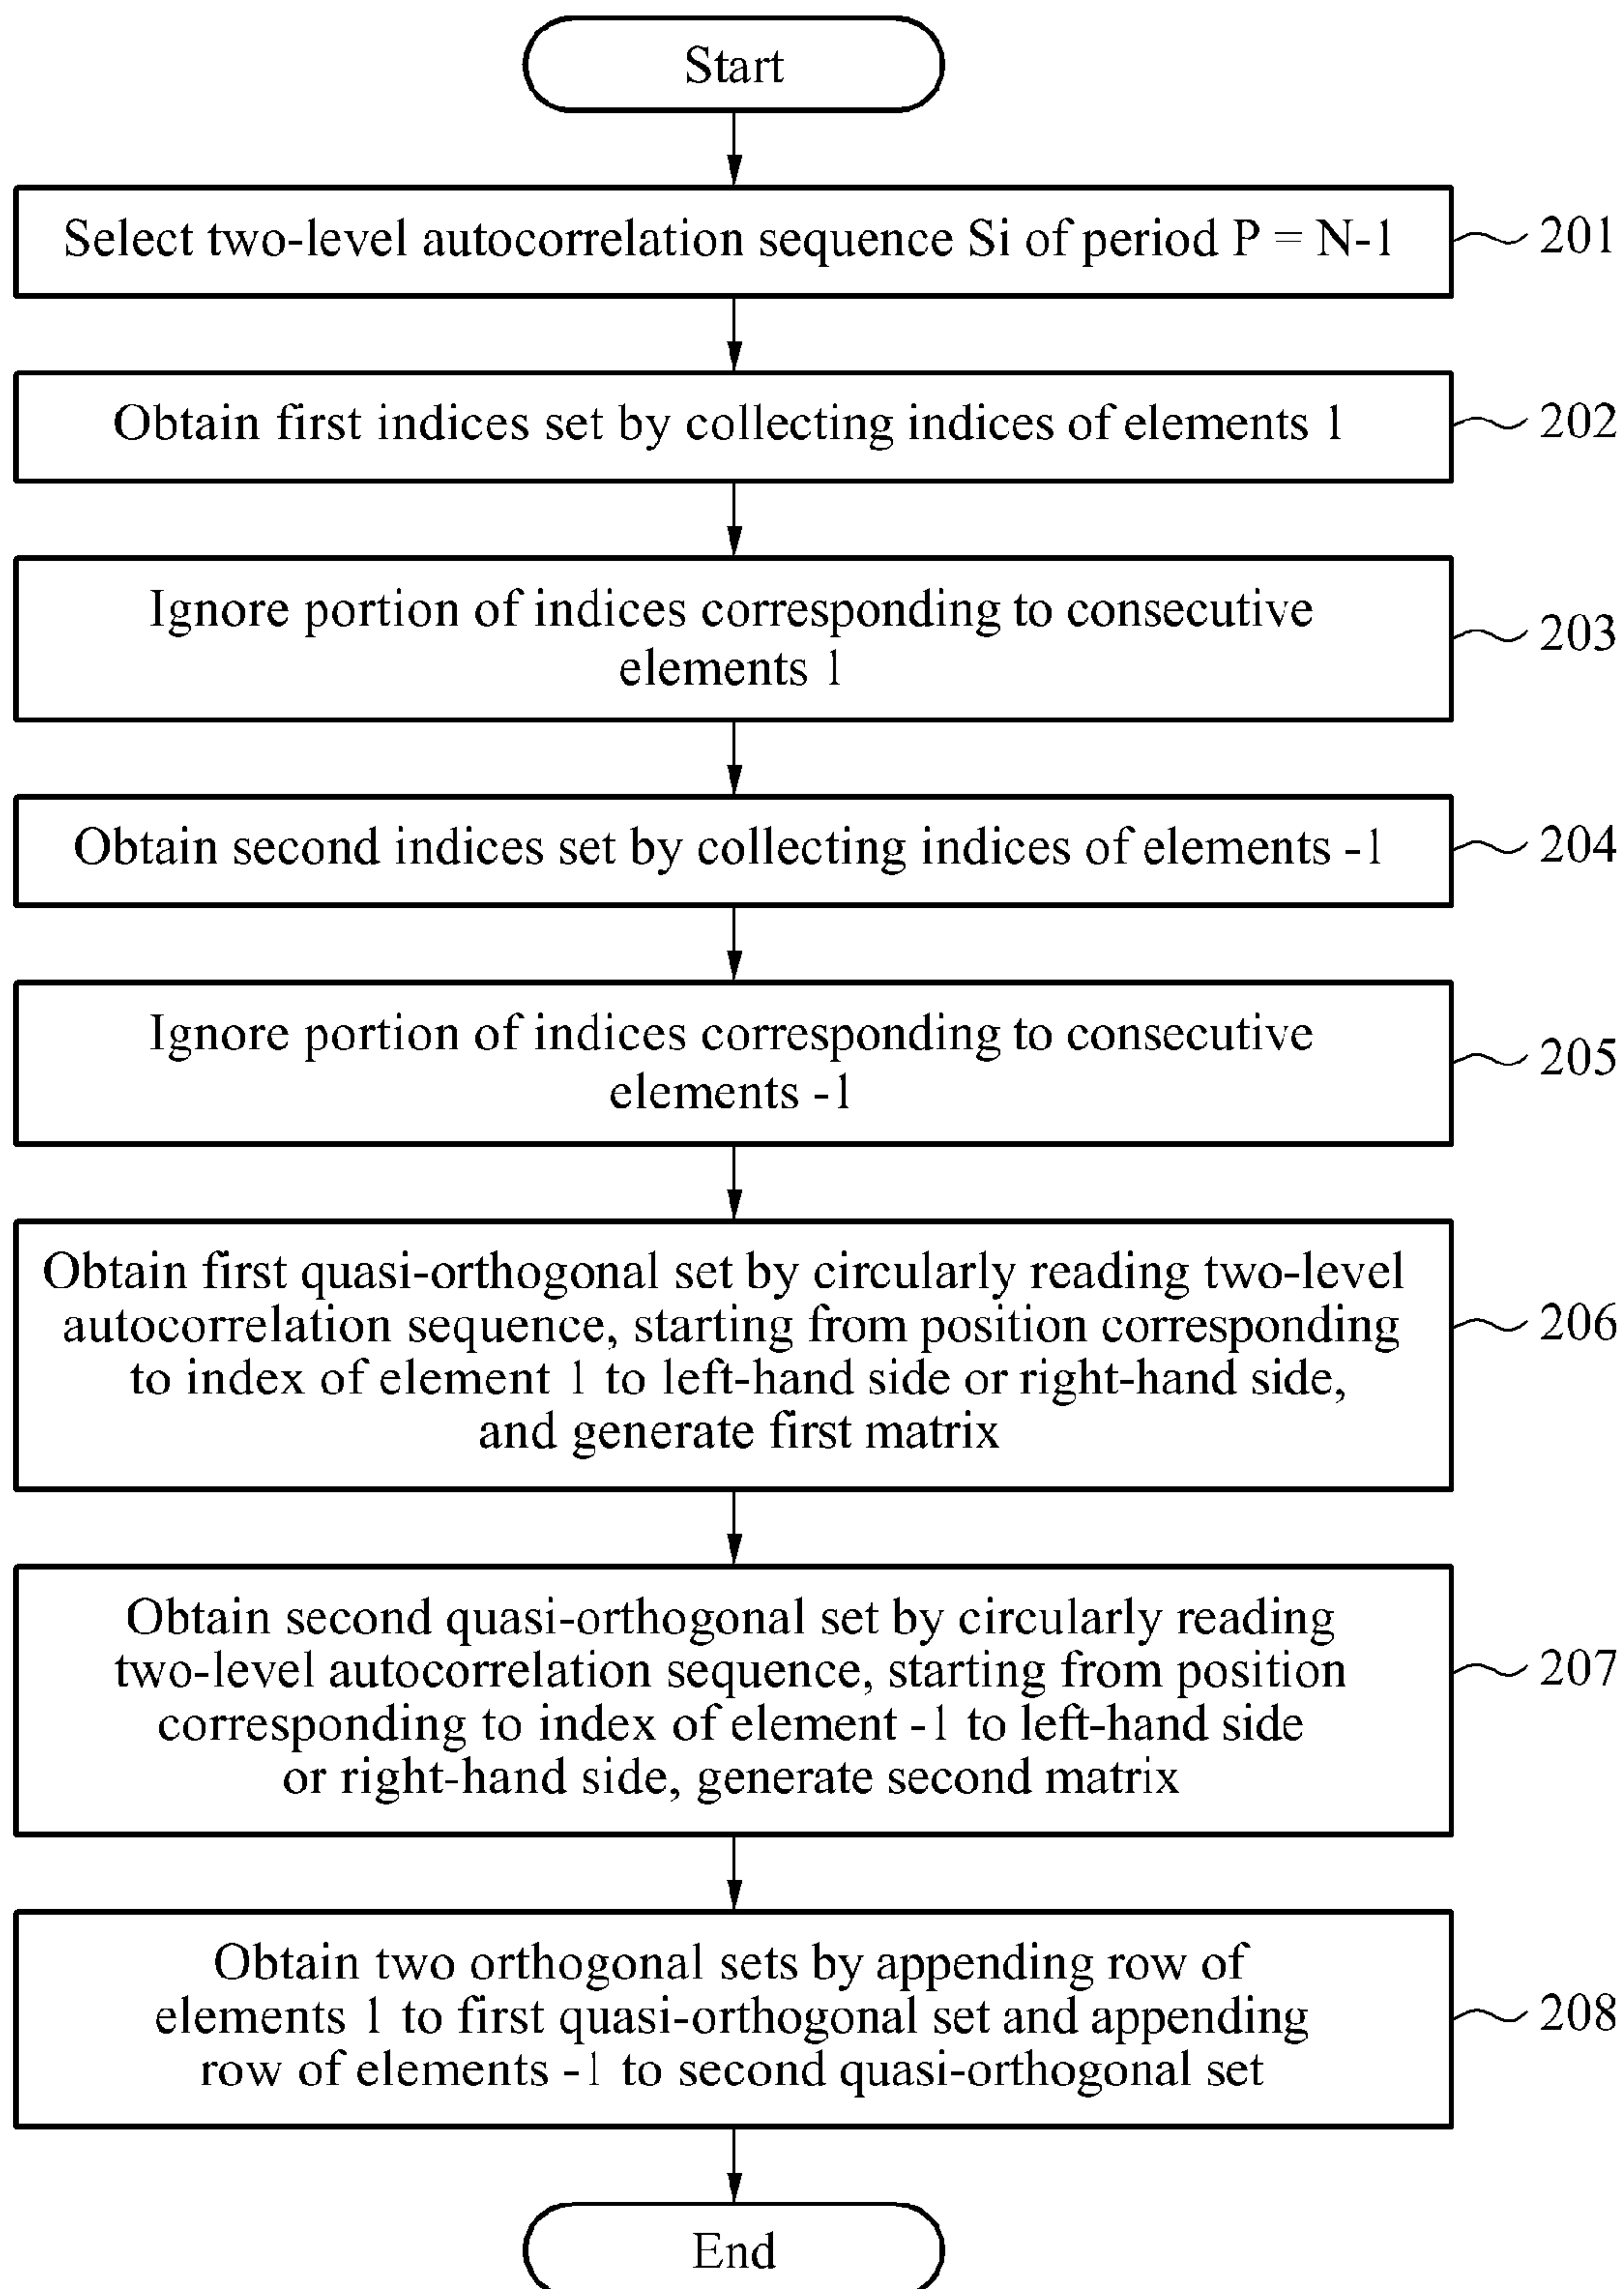 Start
Select two-level autocorrelation sequence Si of period P = N-1
201
Obtain first indices set by collecting indices of elements 1
202
Ignore portion of indices corresponding to consecutive
elements 1
203
Obtain second indices set by collecting indices of elements -1
204
Ignore portion of indices corresponding to consecutive
elements -1
205
Obtain first quasi-orthogonal set by circularly reading two-level
autocorrelation sequence, starting from position corresponding
to index of element 1 to left-hand side or right-hand side,
and generate first matrix
206
Obtain second quasi-orthogonal set by circularly reading
two-level autocorrelation sequence, starting from position
corresponding to index of element -1 to left-hand side
or right-hand side, generate second matrix
207
Obtain two orthogonal sets by appending row of
elements 1 to first quasi-orthogonal set and appending
row of elements -1 to second quasi-orthogonal set
208
End